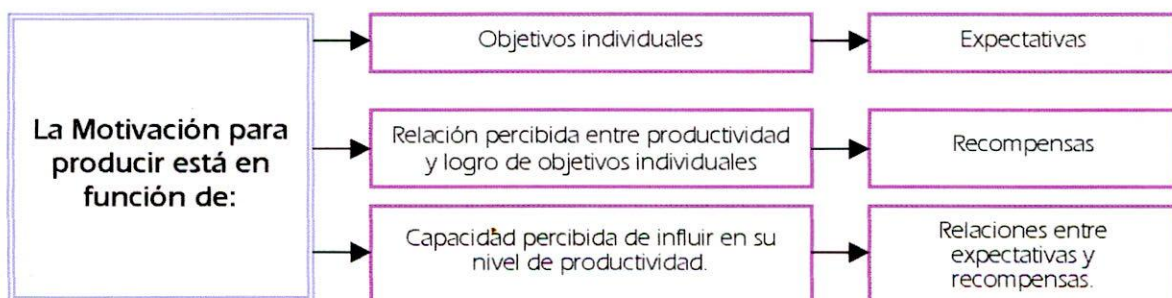 La Motivación para
producir está en
función de:
Objetivos individuales
Expectativas
Relación percibida entre productividad
y logro de objetivos individuales
Recompensas
Capacidad percibida de influir en su
nivel de productividad.
Relaciones entre
expectativas y
recompensas.